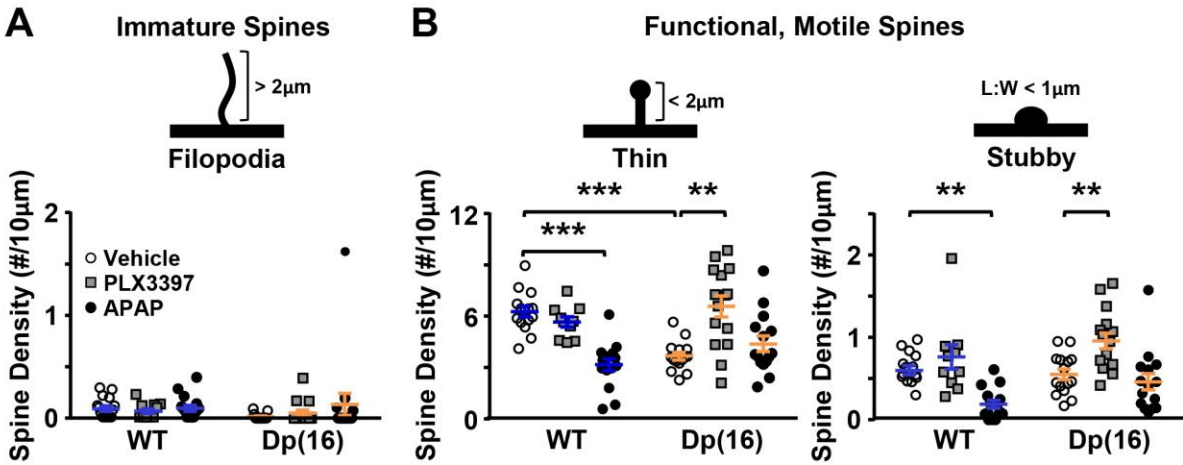 A
Immature Spines
> 2μm
Filopodia
Spine Density (#/10μm)
2
1
0
Vehicle
PLX3397
APAP
WT
Dp(16)
B
Functional, Motile Spines
< 2μm
Thin
***
**
***
Spine Density (#/10μm)
12
6
0
WT
Dp(16)
L:W < 1μm
Stubby
**
**
Spine Density (#/10μm)
2
1
0
WT
Dp(16)